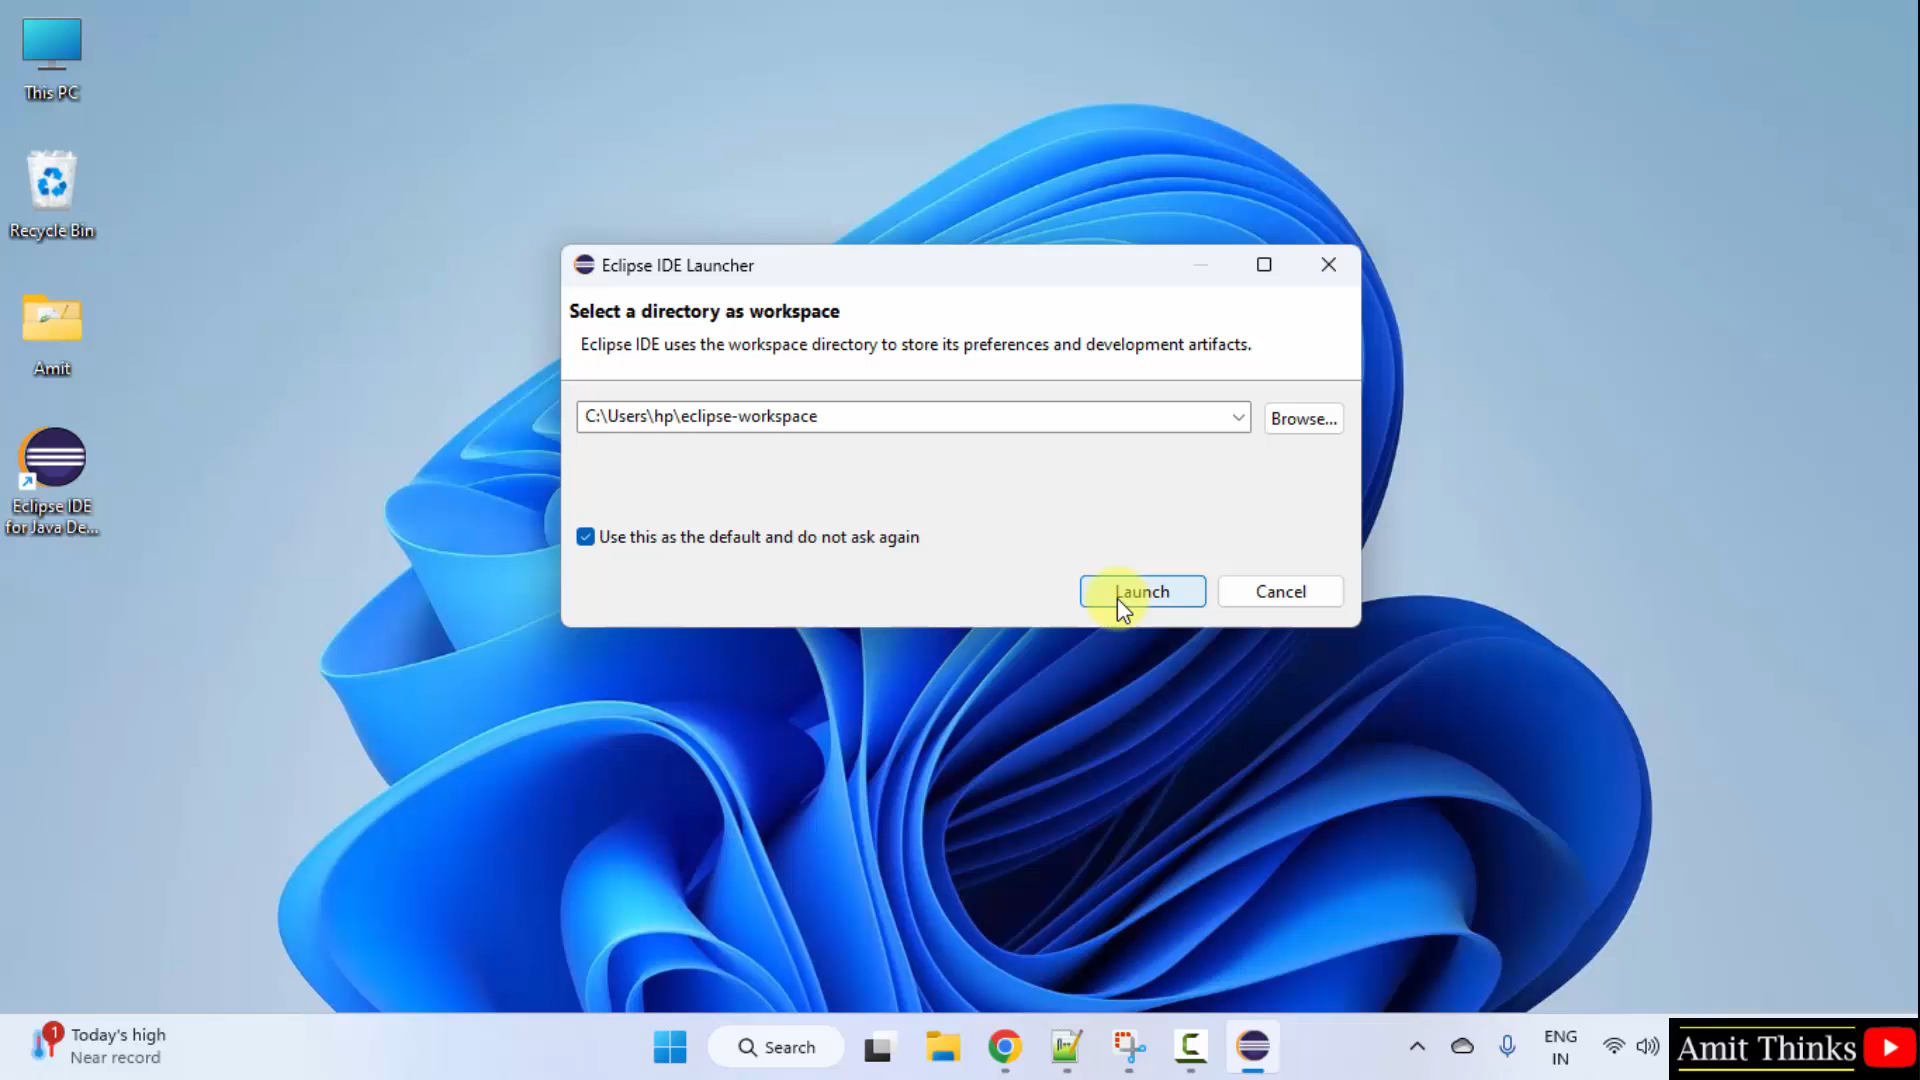 This PC
Recycle Bin
Amit
Eclipse IDE
for Java De...
Eclipse IDE Launcher
Select a directory as workspace
Eclipse IDE uses the workspace directory to store its preferences and development artifacts.
C:\Users\hp\eclipse-workspace
Browse...
Use this as the default and do not ask again
Launch
Cancel
1
Today's high
Near record
Search
ENG
IN
Amit Thinks